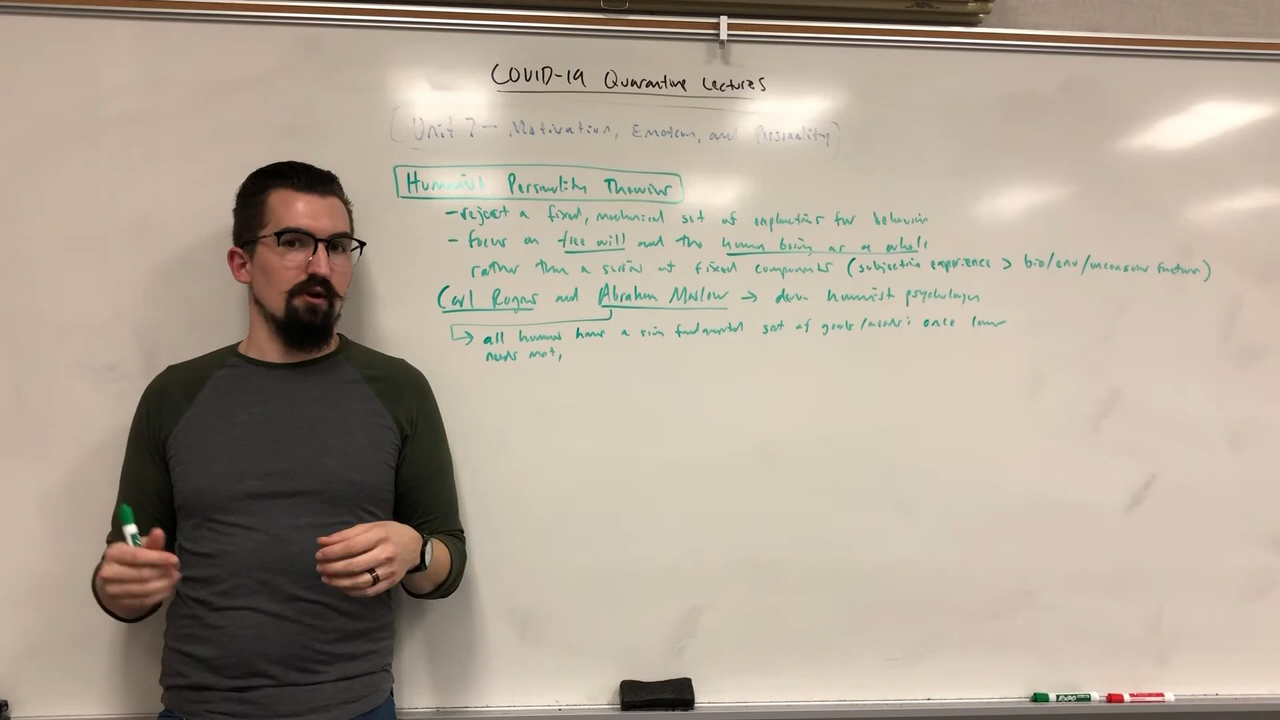 COVID-19 Quarantine Lectures
Unit 7 - Motivation, Emotion, and Personality
Humanist Personality Theories
- reject a fixed, mechanical set of explanations for behavior
- focus on free will and the human being as a whole
rather than a series of fixed components (subjective experience > bio/env/unconscious factors)
Carl Rogers and Abraham Maslow → humanist psychology
→ all humans have a fundamental set of goals/needs; once lower
needs met,
EXPO